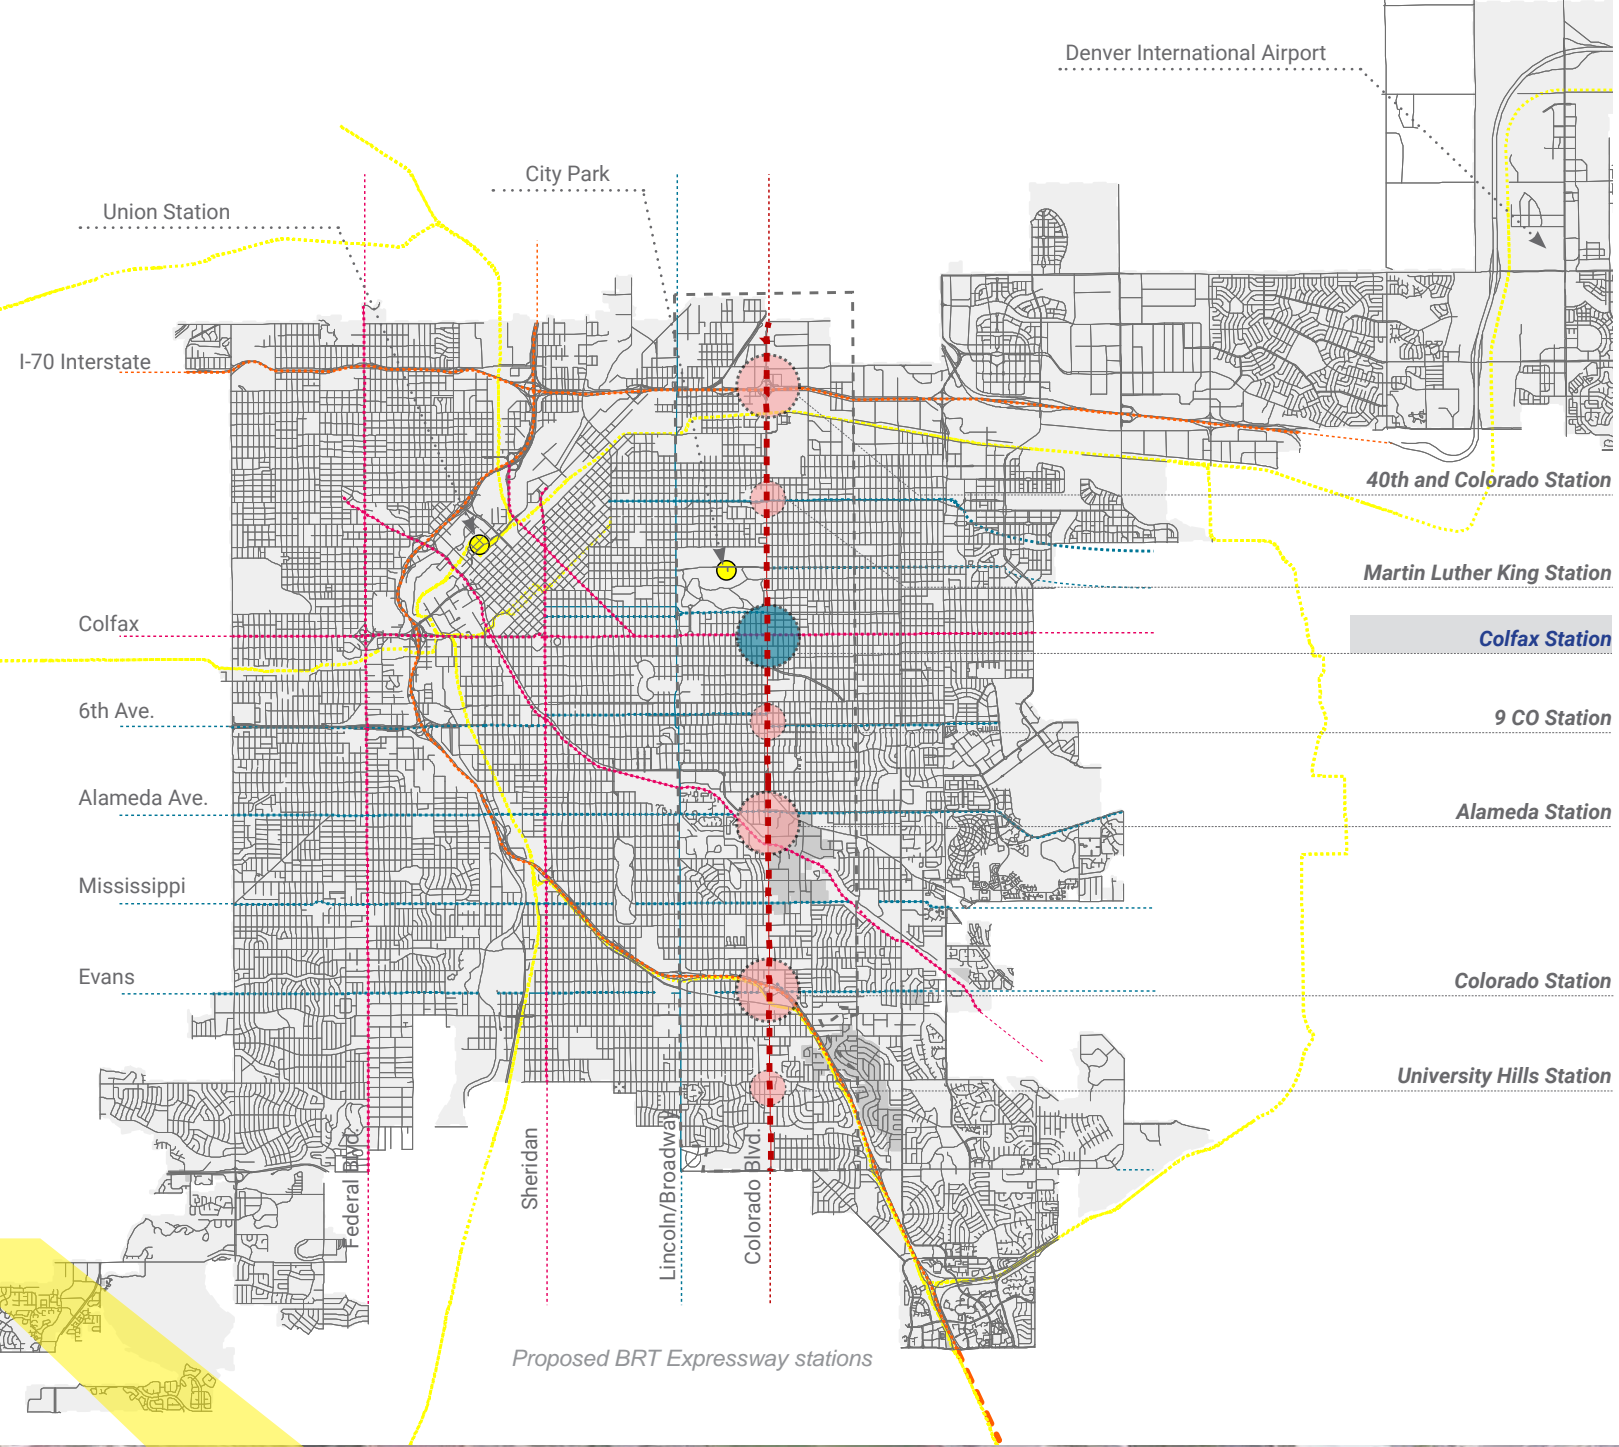 Denver International Airport
City Park
Union Station
I-70 Interstate
40th and Colorado Station
Martin Luther King Station
Colfax
Colfax Station
6th Ave.
9 CO Station
Alameda Ave.
Alameda Station
Mississippi
Evans
Colorado Station
University Hills Station
Federal Blvd.
Sheridan
Lincoln/Broadway
Colorado Blvd.
Proposed BRT Expressway stations